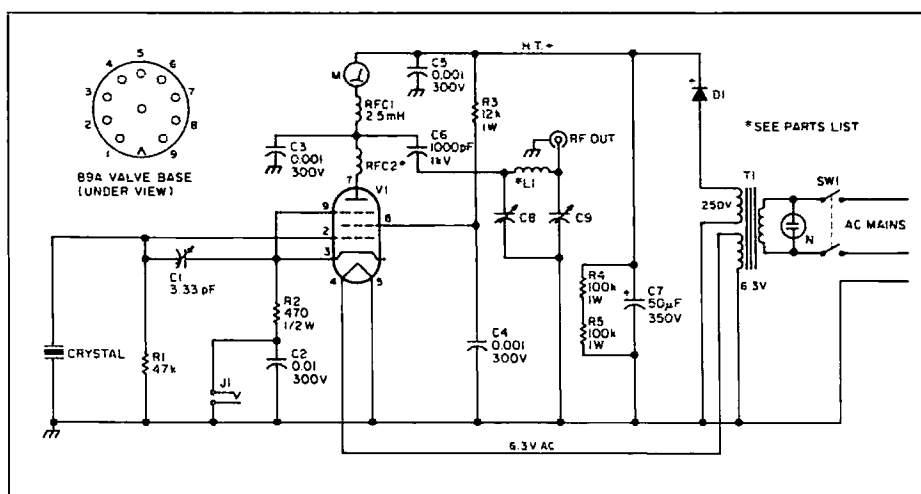 H.T. +
5
4
6
3
7
2
8
1
9
B9A VALVE BASE
(UNDER VIEW)
M
C5
0.001
300V
RFC1
2.5mH
C3
0.001
300V
RFC2*
C6
1000pF
1kV
R3
12k
1W
RF OUT
*L1
C8
C9
D1
*SEE PARTS LIST
T1
250V
6.3V
SW1
N
AC MAINS
7
V1
9
8
2
3
4
5
C1
3.33pF
R2
470
1/2W
C2
0.01
300V
J1
CRYSTAL
R1
47k
C4
0.001
300V
R4
100k
1W
R5
100k
1W
+
C7
50µF
350V
+
6.3V AC